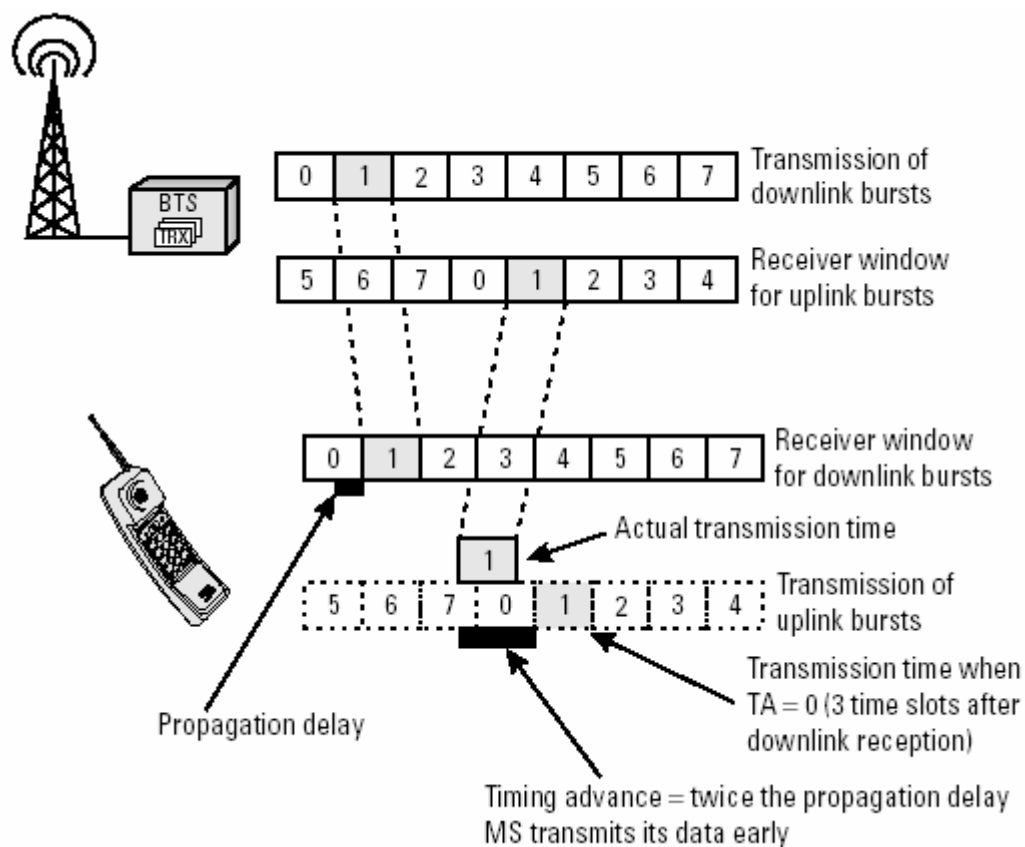 0 1 2 3 4 5 6 7
Transmission of
downlink bursts
BTS
TRX
5 6 7 0 1 2 3 4
Receiver window
for uplink bursts
0 1 2 3 4 5 6 7
Receiver window
for downlink bursts
Actual transmission time
1
5 6 7 0 1 2 3 4
Transmission of
uplink bursts
Propagation delay
Transmission time when
TA = 0 (3 time slots after
downlink reception)
Timing advance = twice the propagation delay
MS transmits its data early